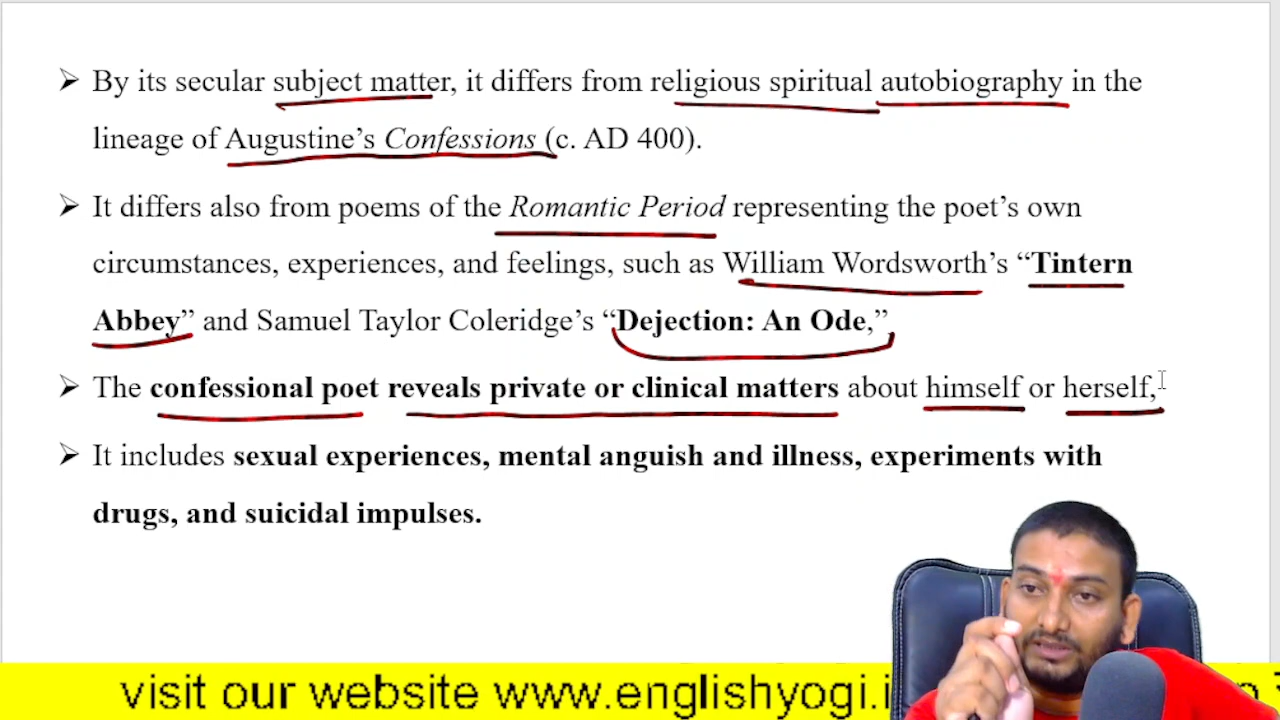 ➢ By its secular subject matter, it differs from religious spiritual autobiography in the
lineage of Augustine’s Confessions (c. AD 400).
➢ It differs also from poems of the Romantic Period representing the poet’s own
circumstances, experiences, and feelings, such as William Wordsworth’s “Tintern
Abbey” and Samuel Taylor Coleridge’s “Dejection: An Ode,”
➢ The confessional poet reveals private or clinical matters about himself or herself,
➢ It includes sexual experiences, mental anguish and illness, experiments with
drugs, and suicidal impulses.
visit our website www.englishyogi.i